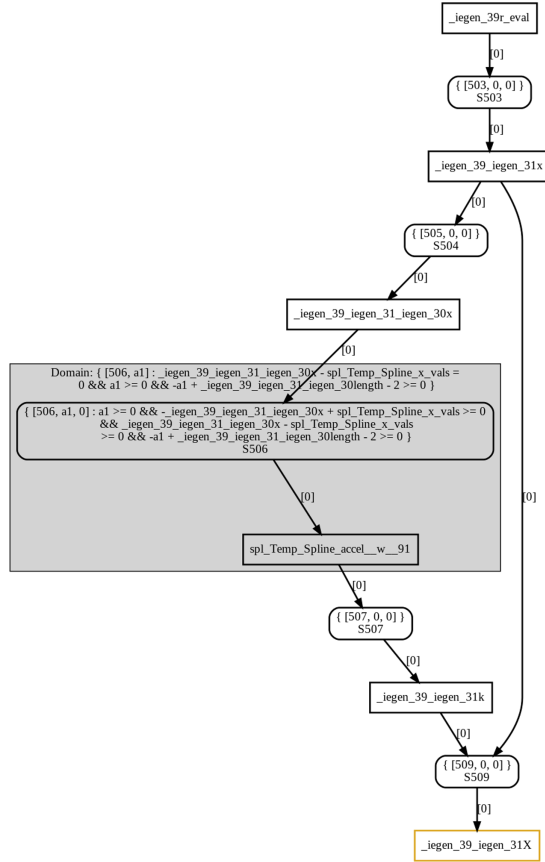 _iegen_39r_eval
[0]
{ [503, 0, 0] }
S503
[0]
_iegen_39_iegen_31x
[0]
{ [505, 0, 0] }
S504
[0]
_iegen_39_iegen_31_iegen_30x
[0]
Domain: { [506, a1] : _iegen_39_iegen_31_iegen_30x - spl_Temp_Spline_x_vals =
0 && a1 >= 0 && -a1 + _iegen_39_iegen_31_iegen_30length - 2 >= 0 }
{ [506, a1, 0] : a1 >= 0 && -_iegen_39_iegen_31_iegen_30x + spl_Temp_Spline_x_vals >= 0
&& _iegen_39_iegen_31_iegen_30x - spl_Temp_Spline_x_vals
>= 0 && -a1 + _iegen_39_iegen_31_iegen_30length - 2 >= 0 }
S506
[0]
[0]
spl_Temp_Spline_accel__w__91
[0]
{ [507, 0, 0] }
S507
[0]
_iegen_39_iegen_31k
[0]
{ [509, 0, 0] }
S509
[0]
_iegen_39_iegen_31X